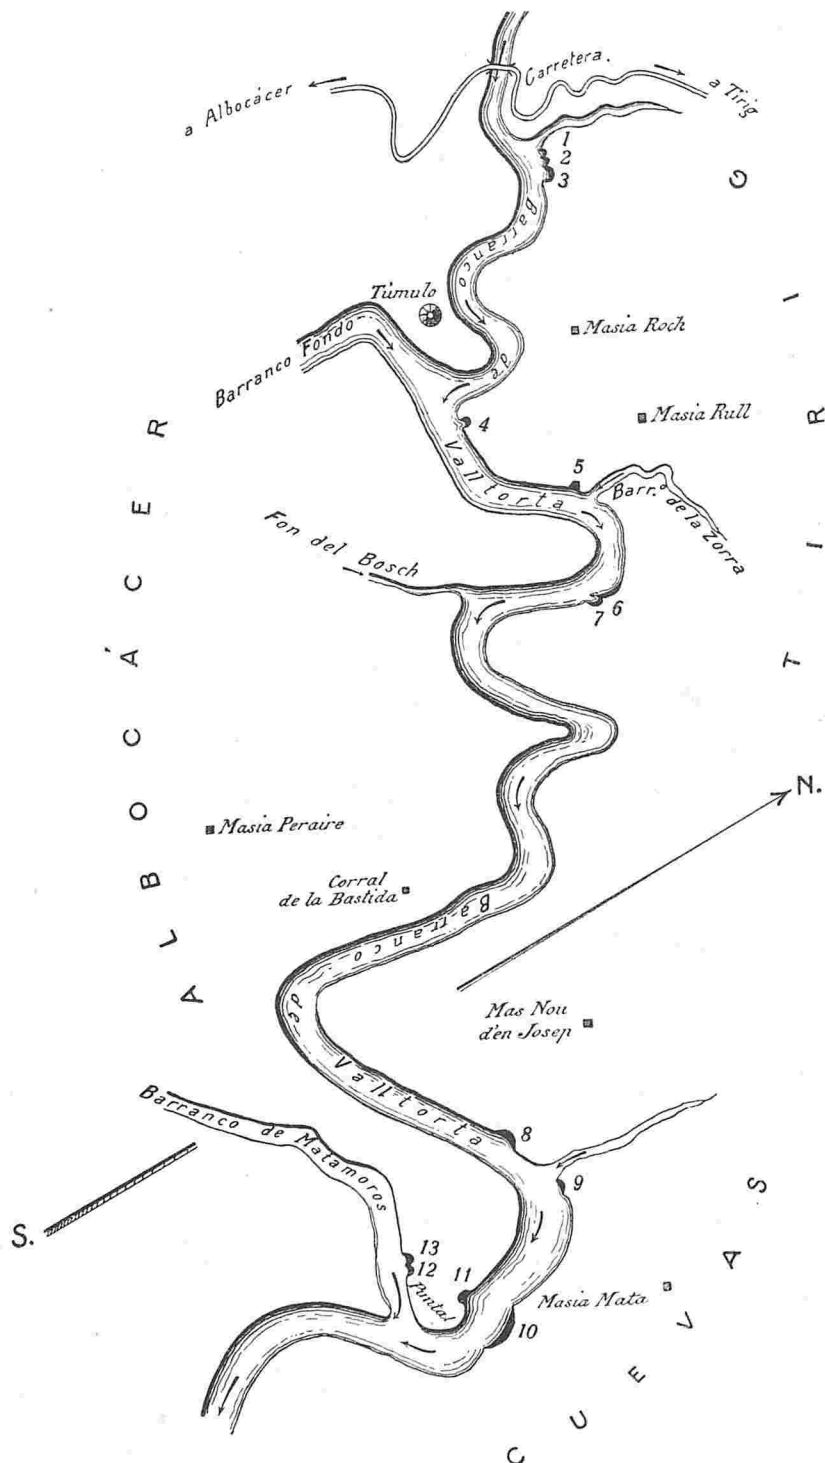 Carretera.
a Albocácer
a Tirig
1
2
3
Barranco
Túmulo
Masia Roch
de
Barranco Fondo
4
Masia Rull
Valltorta
5
Barr.º de la Zorra
Fon del Bosch
7 6
TIRIG
ALBOCÁCER
N.
Masia Peraire
Corral
de la Bastida
Barranco
de
Mas Nou
d'en Josep
Valltorta
Barranco de Matamoros
8
9
S.
13
12
11
Puntal
Masia Mata
10
CUEVAS